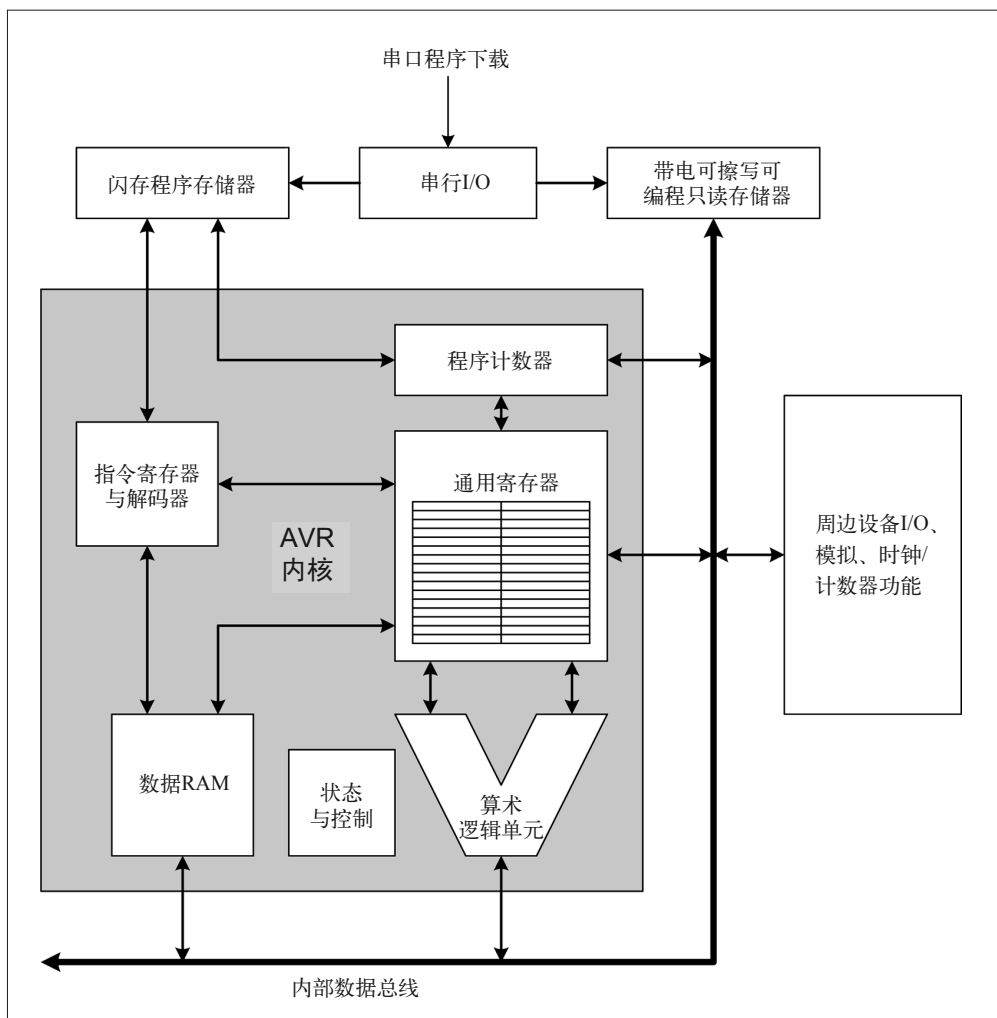 串口程序下载
闪存程序存储器
串行I/O
带电可擦写可
编程只读存储器
程序计数器
指令寄存器
与解码器
通用寄存器
AVR
内核
周边设备I/O、
模拟、时钟/
计数器功能
数据RAM
状态
与控制
算术
逻辑单元
内部数据总线